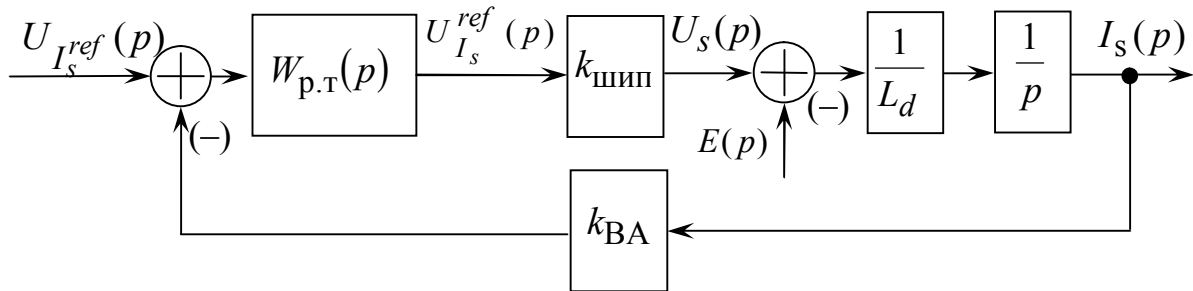 U_{I_s^{ref}}(p)
W_{р.т}(p)
U_{I_s}^{ref}(p)
k_{шип}
U_s(p)
(−)
E(p)
(−)
1/L_d
1/p
I_s(p)
k_{ВА}